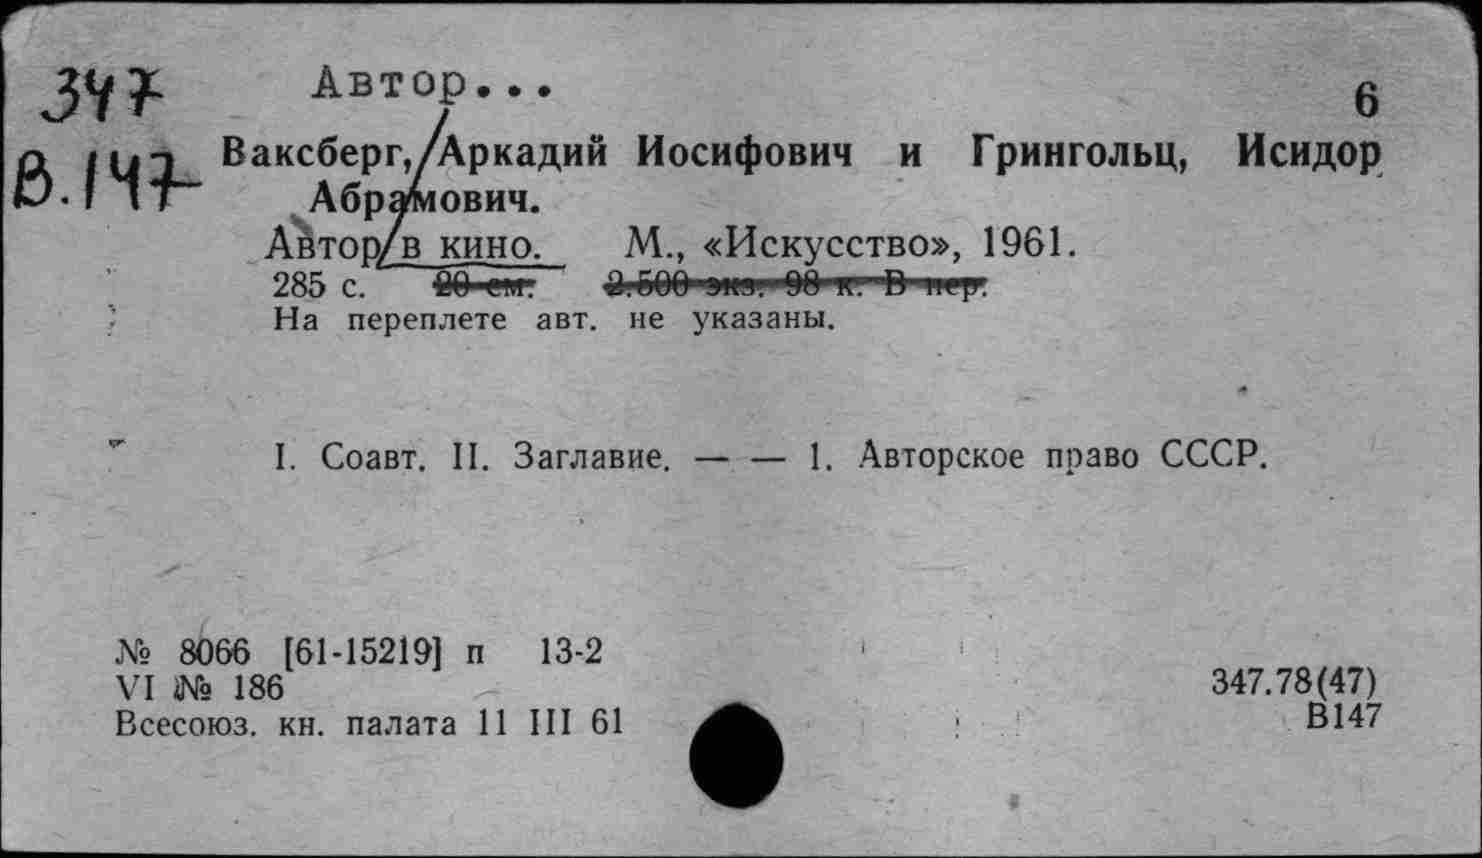 347
В.147
Автор...
6
Ваксберг, Аркадий Иосифович и Грингольц, Исидор
Абрамович.
Автор в кино. М., «Искусство», 1961.
285 с. 20 см. 2.500 экз. 98 к. В пер.
На переплете авт. не указаны.
I. Соавт. II. Заглавие. — — 1. Авторское право СССР.
№ 8066 [61-15219] п 13-2
VI № 186
Всесоюз. кн. палата 11 III 61
347.78(47)
В147